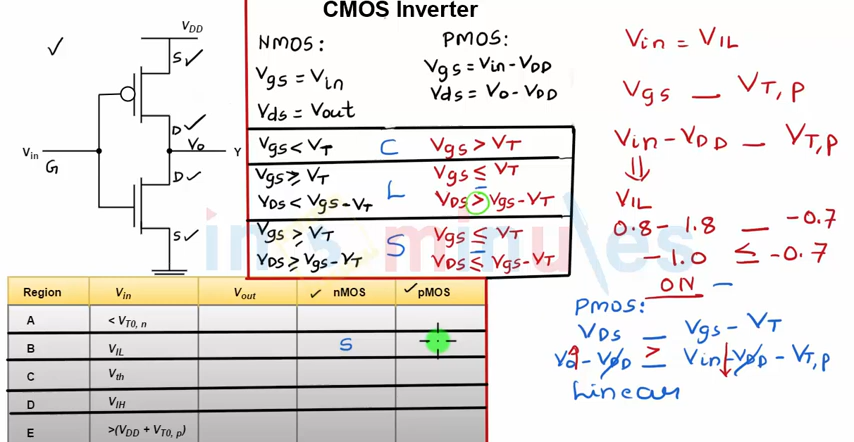 CMOS Inverter
VDD
S
D
Vo
Vin
G
Y
D
S
NMOS:
Vgs = Vin
Vds = Vout
PMOS:
Vgs = Vin - VDD
Vds = Vo - VDD
Vgs < VT C Vgs > VT
Vgs ≥ VT L Vgs ≤ VT
VDS < Vgs - VT VDS > Vgs - VT
Vgs ≥ VT S Vgs ≤ VT
VDS ≥ Vgs - VT VDS ≤ Vgs - VT
in 5 minutes
Region Vin Vout ✓ nMOS ✓ pMOS
A < VT0, n
B VIL S
C Vth
D VIH
E >(VDD + VT0, p)
Vin = VIL
Vgs _ VT,P
Vin - VDD _ VT,P
⇓
VIL
0.8 - 1.8 _ -0.7
-1.0 ≤ -0.7
ON
PMOS:
VDS _ Vgs - VT
Vo↑ - VDD > Vin↓ - VDD - VT,P
Linear